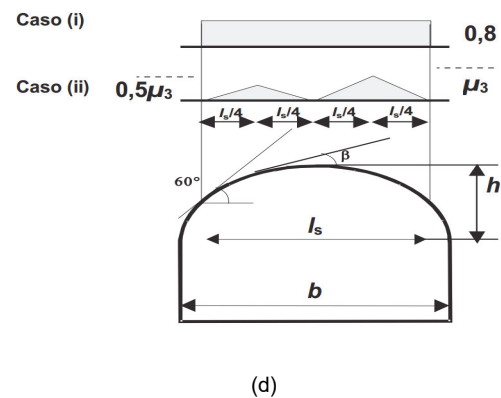 Caso (i)
0,8
Caso (ii)
0,5μ₃
μ₃
lₛ/4 lₛ/4 lₛ/4 lₛ/4
60°
β
h
lₛ
b
(d)